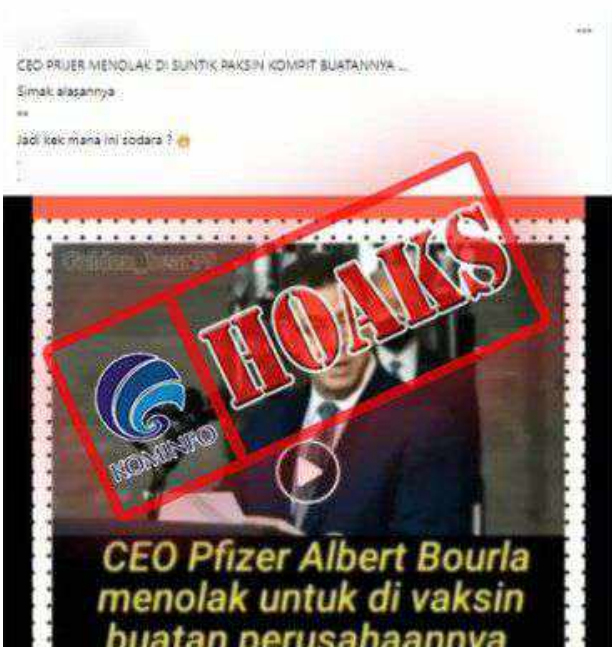 CEO PRIJER MENOLAK DI SUNTIK PAKSIN KOMPIT BUATANNYA ...
Simak alasannya
Jadi kek mana ini sodara ?
HOAKS
KOMINFO
CEO Pfizer Albert Bourla
menolak untuk di vaksin
buatan perusahaannya